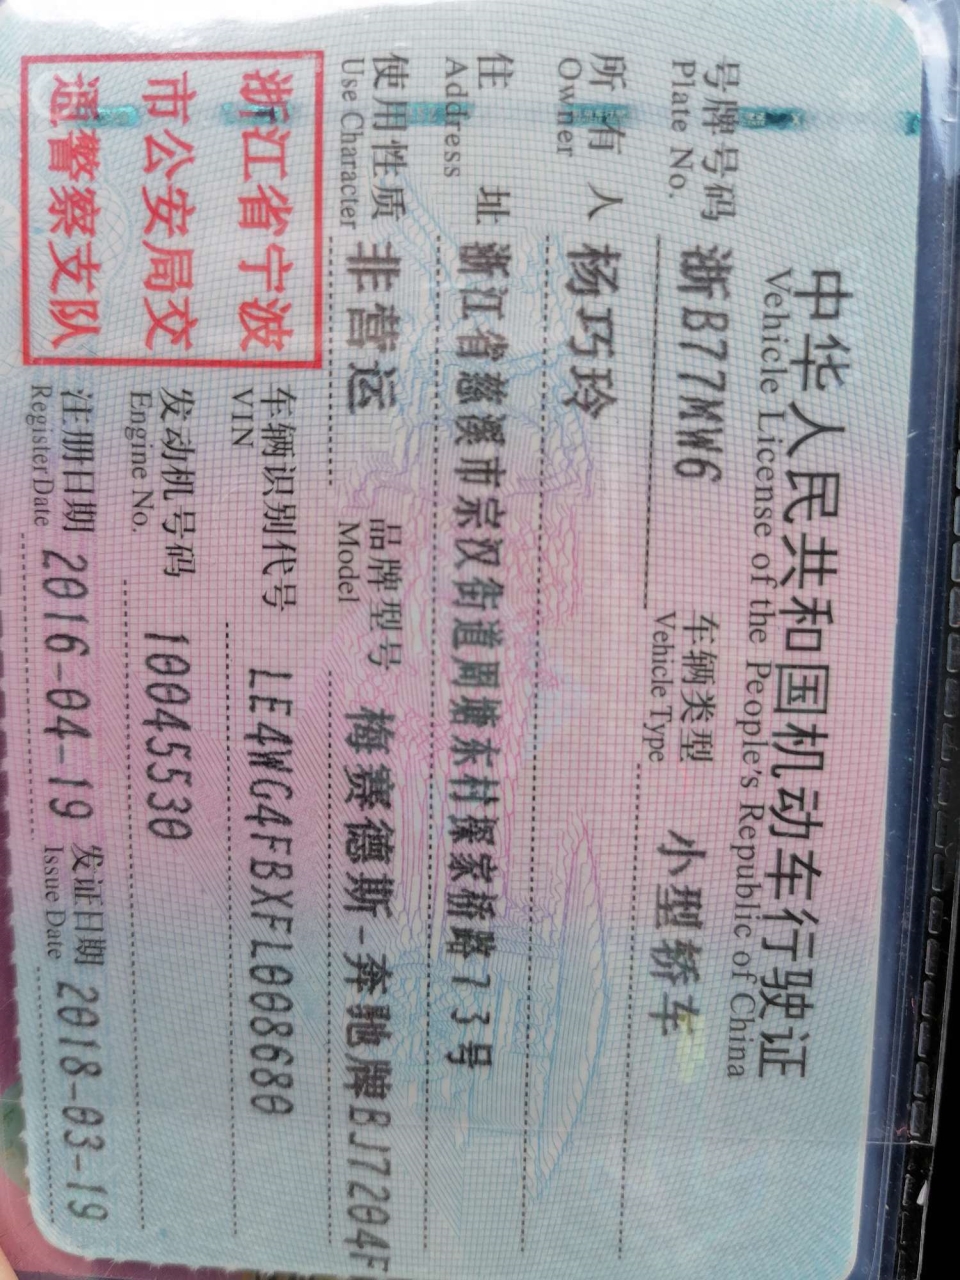 中华人民共和国机动车行驶证
Vehicle License of the People's Republic of China
号牌号码 浙B77MW6 车辆类型 小型轿车
Plate No. Vehicle Type
所有人 杨巧玲
Owner
住址 浙江省慈溪市宗汉街道周塘东村探家桥路73号
Address
使用性质 非营运 品牌型号 梅赛德斯-奔驰牌BJ7204F
Use Character Model
浙江省宁波
市公安局交
通警察支队
车辆识别代号 LE4WG4FBXFL008680
VIN
发动机号码 10045530
Engine No.
注册日期 2016-04-19 发证日期 2018-03-19
Register Date Issue Date